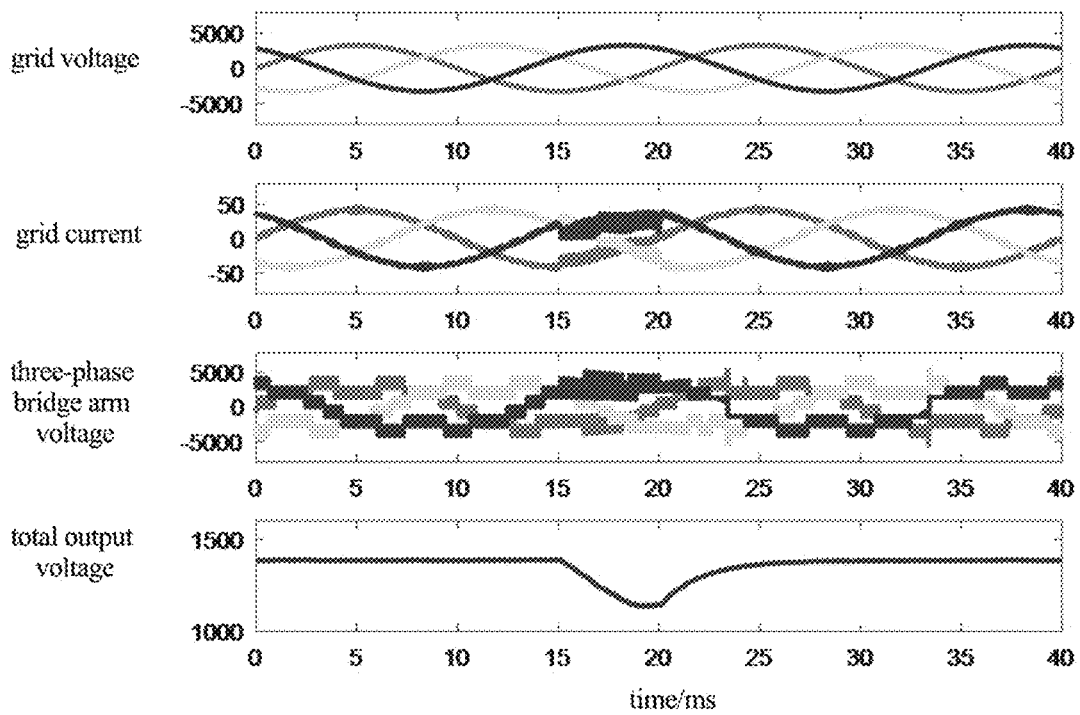 grid voltage
5000
0
-5000
0 5 10 15 20 25 30 35 40
grid current
50
0
-50
0 5 10 15 20 25 30 35 40
three-phase
bridge arm
voltage
5000
0
-5000
0 5 10 15 20 25 30 35 40
total output
voltage
1500
1000
0 5 10 15 20 25 30 35 40
time/ms